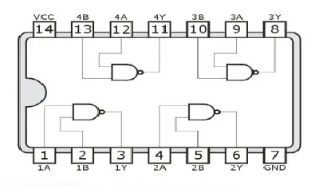 VCC 4B 4A 4Y 3B 3A 3Y
14 13 12 11 10 9 8
1 2 3 4 5 6 7
1A 1B 1Y 2A 2B 2Y GND